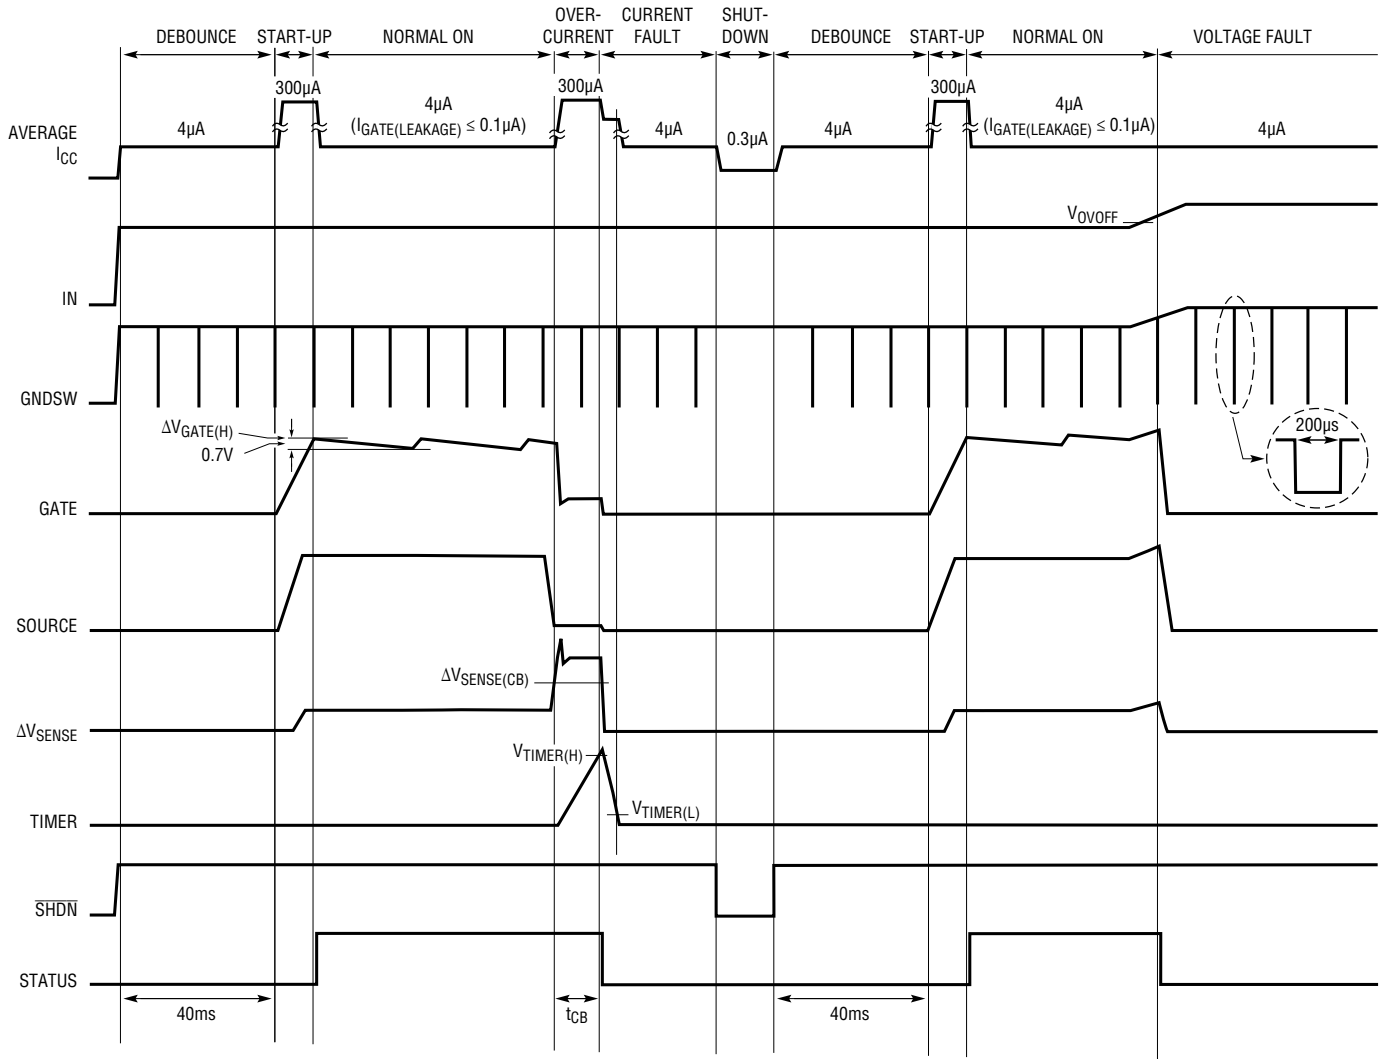 DEBOUNCE
START-UP
NORMAL ON
OVER-
CURRENT
CURRENT
FAULT
SHUT-
DOWN
DEBOUNCE
START-UP
NORMAL ON
VOLTAGE FAULT
AVERAGE
ICC
4µA
300µA
4µA
(IGATE(LEAKAGE) ≤ 0.1µA)
300µA
4µA
0.3µA
4µA
300µA
4µA
(IGATE(LEAKAGE) ≤ 0.1µA)
4µA
VOVOFF
IN
GNDSW
ΔVGATE(H)
0.7V
200µs
GATE
SOURCE
ΔVSENSE(CB)
ΔVSENSE
VTIMER(H)
VTIMER(L)
TIMER
SHDN
STATUS
40ms
tCB
40ms